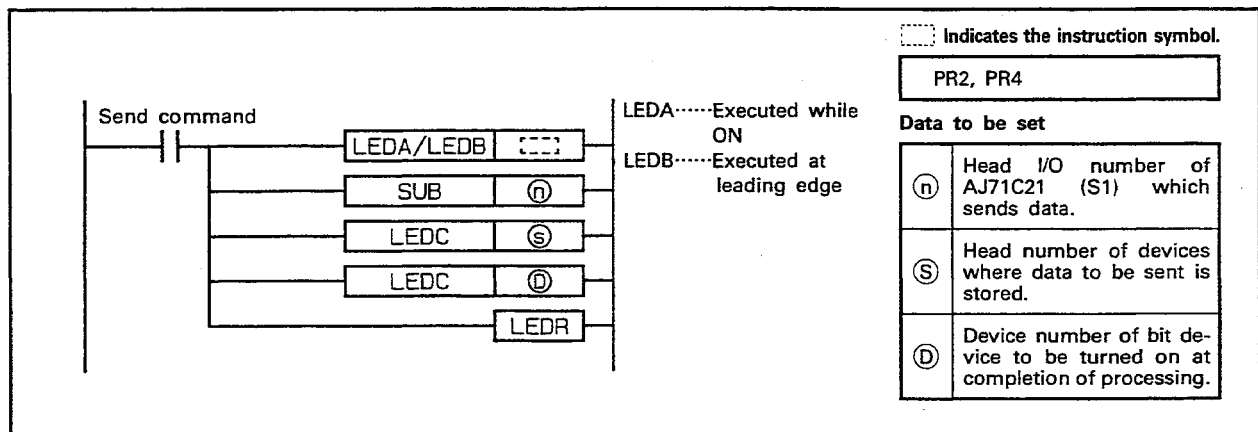 Indicates the instruction symbol.
PR2, PR4
Send command
LEDA/LEDB
SUB ⓝ
LEDC ⓢ
LEDC Ⓓ
LEDR
LEDA······Executed while
ON
LEDB······Executed at
leading edge
Data to be set
ⓝ Head I/O number of
AJ71C21 (S1) which
sends data.
Ⓢ Head number of devices
where data to be sent is
stored.
Ⓓ Device number of bit de-
vice to be turned on at
completion of processing.